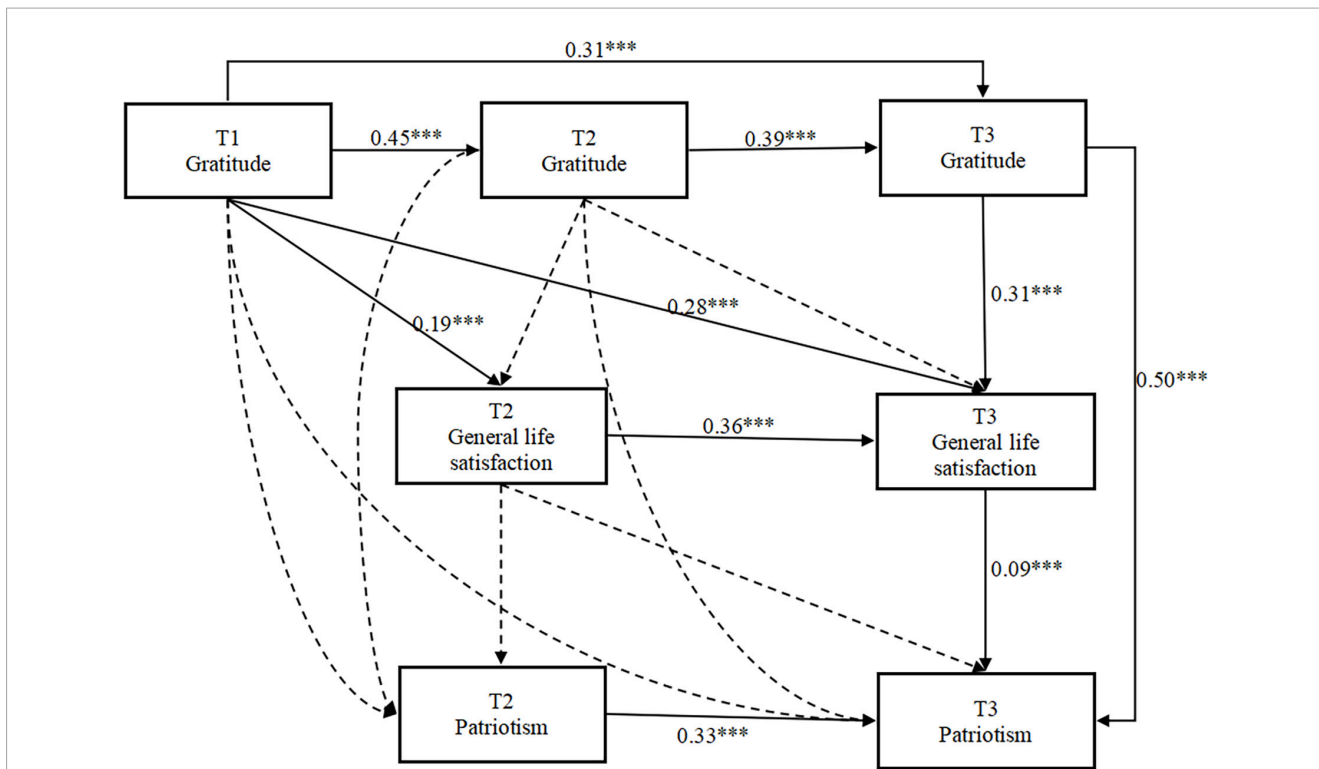 0.31***
T1
Gratitude
0.45***
T2
Gratitude
0.39***
T3
Gratitude
0.19***
0.28***
0.31***
0.50***
T2
General life
satisfaction
0.36***
T3
General life
satisfaction
0.09***
T2
Patriotism
0.33***
T3
Patriotism